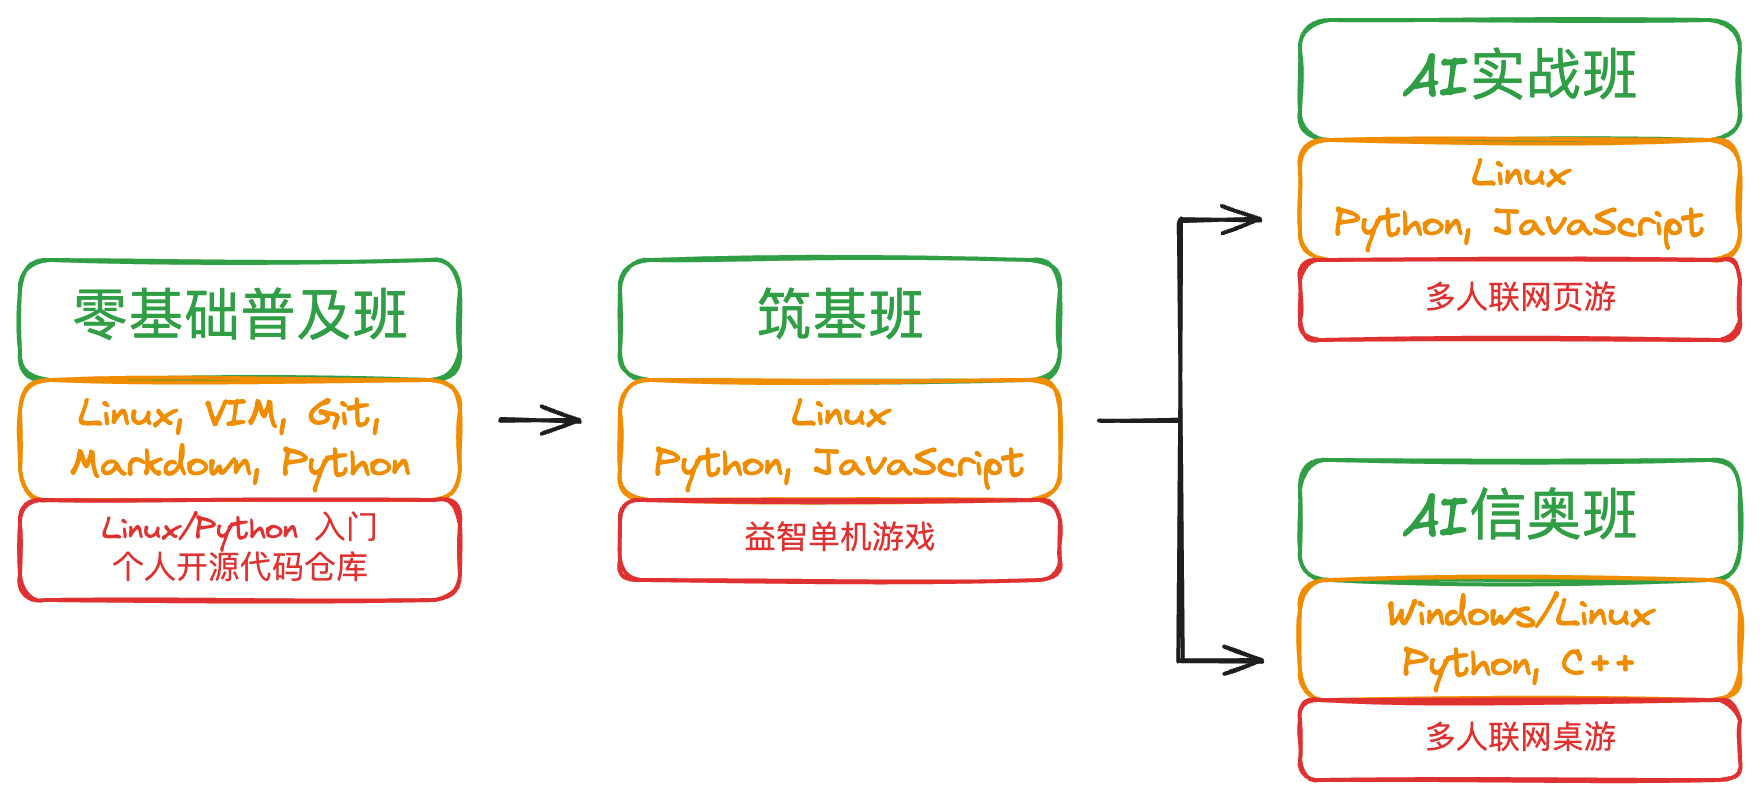 零基础普及班
Linux, VIM, Git,
Markdown, Python
Linux/Python 入门
个人开源代码仓库
筑基班
Linux
Python, JavaScript
益智单机游戏
AI实战班
Linux
Python, JavaScript
多人联网页游
AI信奥班
Windows/Linux
Python, C++
多人联网桌游